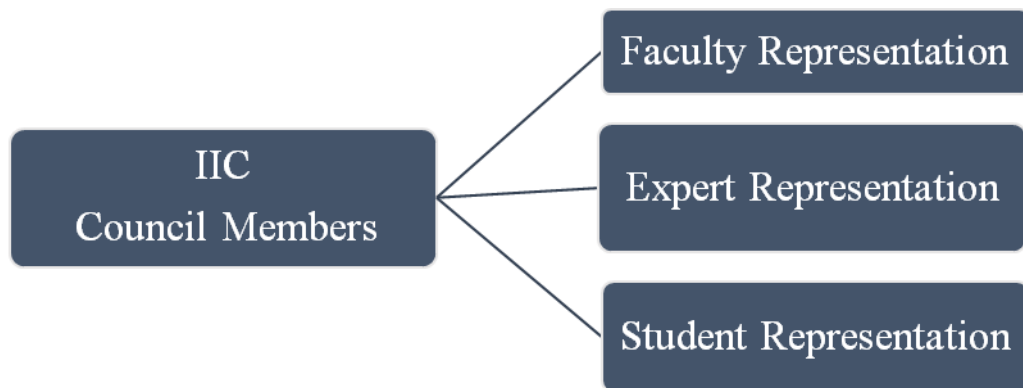 IIC
Council Members
Faculty Representation
Expert Representation
Student Representation